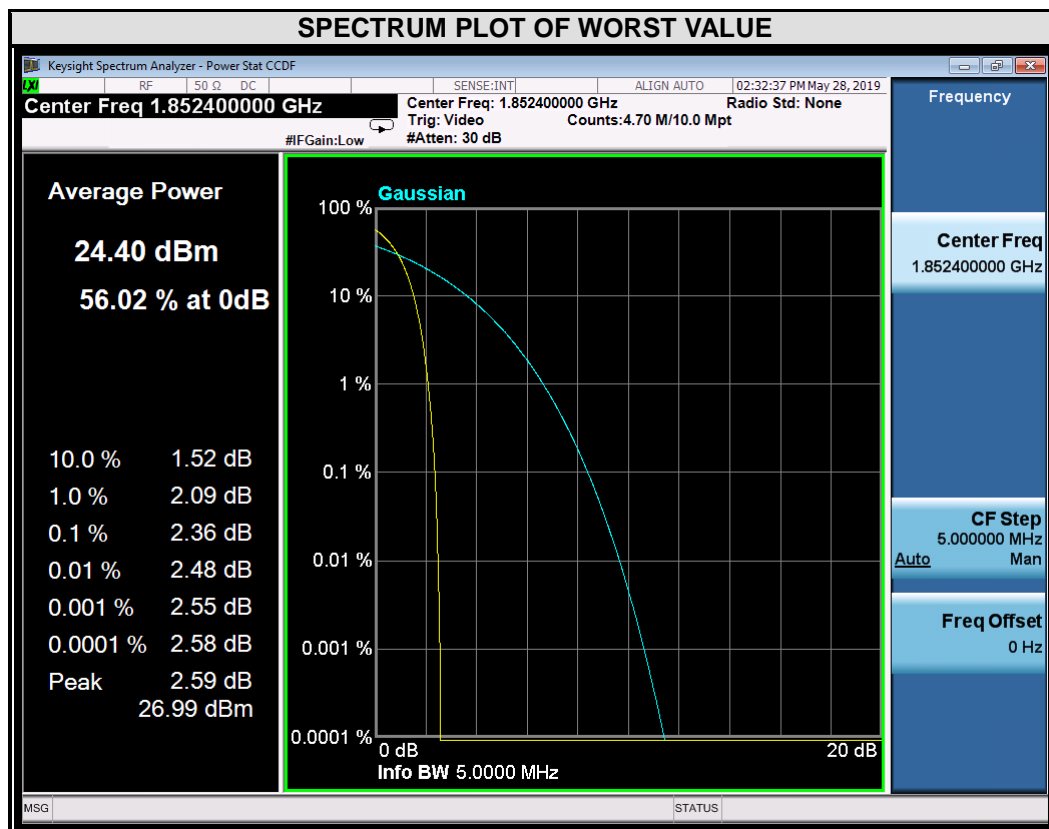 SPECTRUM PLOT OF WORST VALUE
Keysight Spectrum Analyzer - Power Stat CCDF
LXI RF 50 Ω DC SENSE:INT ALIGN AUTO 02:32:37 PM May 28, 2019
Center Freq 1.852400000 GHz
Center Freq: 1.852400000 GHz Radio Std: None
Trig: Video Counts:4.70 M/10.0 Mpt
#IFGain:Low #Atten: 30 dB
Frequency
Center Freq
1.852400000 GHz
CF Step
5.000000 MHz
Auto Man
Freq Offset
0 Hz
Average Power
24.40 dBm
56.02 % at 0dB
10.0 % 1.52 dB
1.0 % 2.09 dB
0.1 % 2.36 dB
0.01 % 2.48 dB
0.001 % 2.55 dB
0.0001 % 2.58 dB
Peak 2.59 dB
26.99 dBm
Gaussian
100 %
10 %
1 %
0.1 %
0.01 %
0.001 %
0.0001 %
0 dB 20 dB
Info BW 5.0000 MHz
MSG STATUS